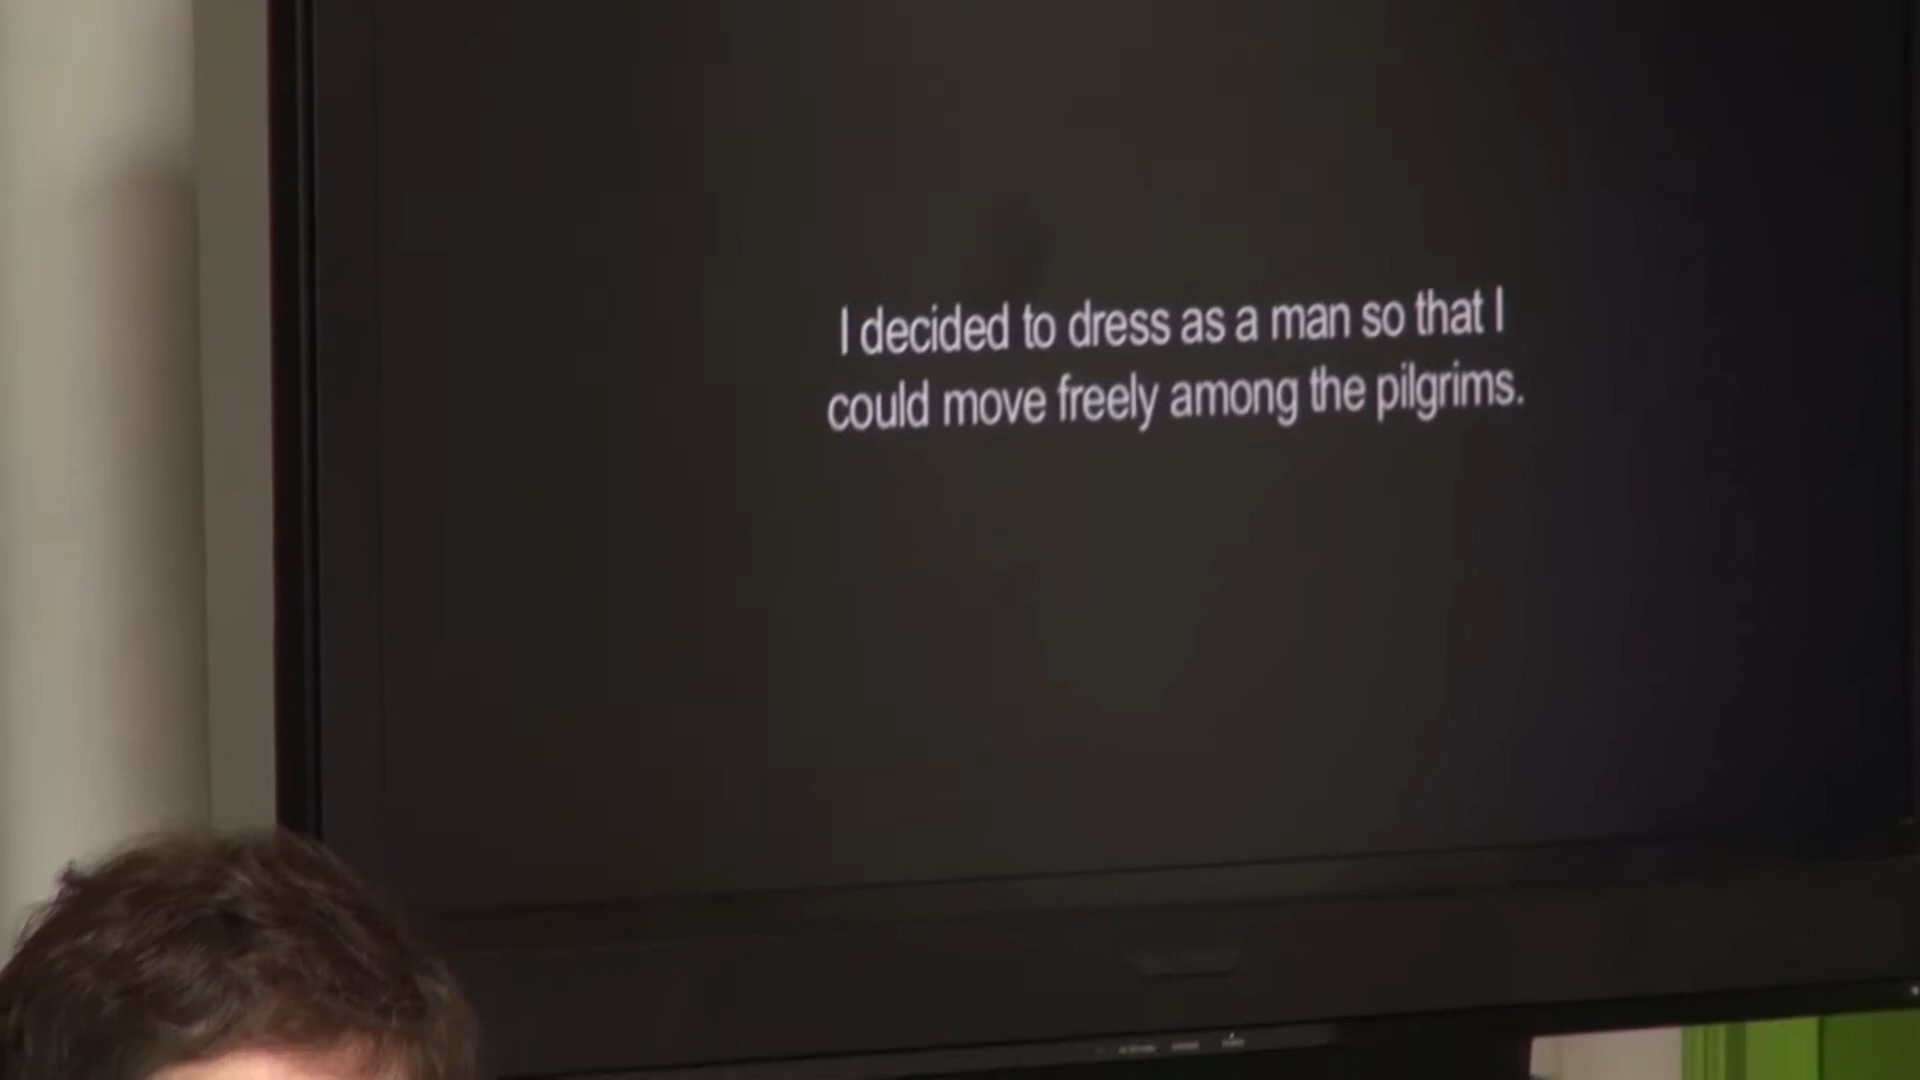 I decided to dress as a man so that I
could move freely among the pilgrims.